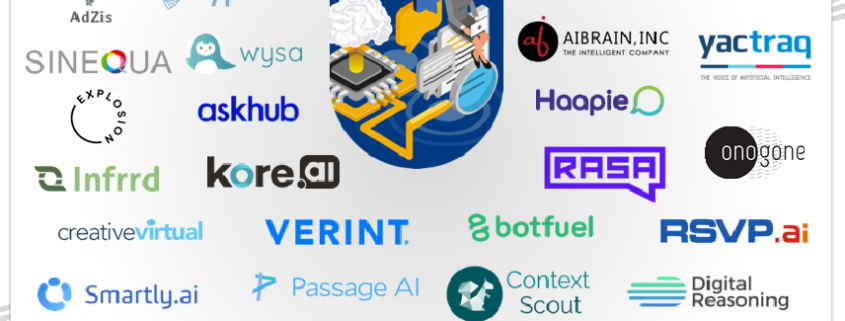 AdZis
SINEQUA
wysa
AIBRAIN, INC
THE INTELLIGENT COMPANY
yactraq
THE VOICE OF ARTIFICIAL INTELLIGENCE
EXPLOSION
askhub
Haapie
onogone
Infrrd
kore.ai
RASA
creativevirtual
VERINT.
botfuel
RSVP.ai
Smartly.ai
Passage AI
Context
Scout
Digital
Reasoning